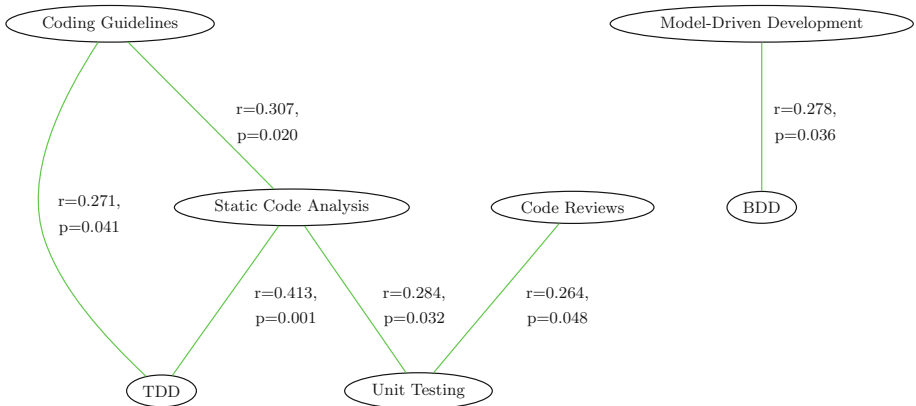 Coding Guidelines
Model-Driven Development
r=0.307,
p=0.020
r=0.278,
p=0.036
r=0.271,
p=0.041
Static Code Analysis
Code Reviews
BDD
r=0.413,
p=0.001
r=0.284,
p=0.032
r=0.264,
p=0.048
TDD
Unit Testing